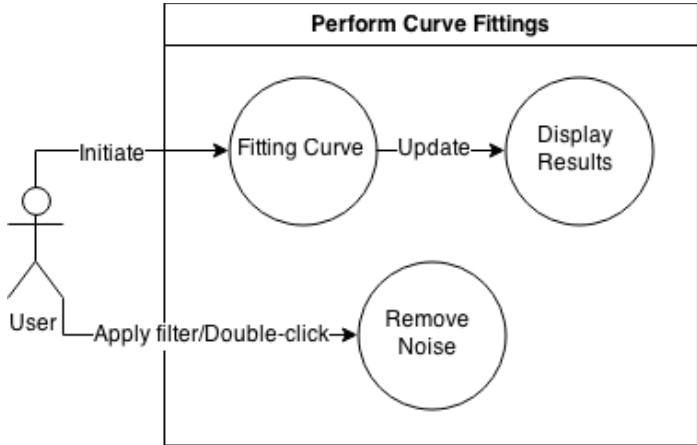 Perform Curve Fittings
Initiate
Fitting Curve
Update
Display
Results
User
Apply filter/Double-click
Remove
Noise